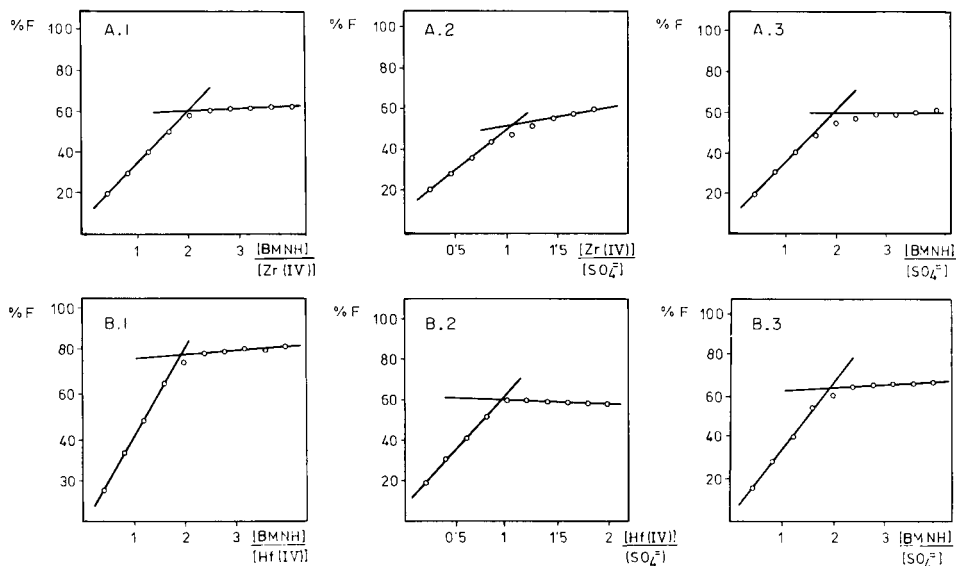 %F
100
80
60
40
20
A.1
1
2
3
[BMNH]
[Zr(IV)]
%F
100
80
60
40
20
A.2
0'5
1
1'5
[Zr(IV)]
[SO₄⁼]
%F
100
80
60
40
20
A.3
1
2
3
[BMNH]
[SO₄⁼]
%F
100
80
60
40
30
B.1
1
2
3
[BMNH]
[Hf(IV)]
%F
100
80
60
40
20
B.2
0'5
1
1'5
2
[Hf(IV)]
(SO₄⁼)
%F
100
80
60
40
20
B.3
1
2
3
[BMNH]
[SO₄⁼]